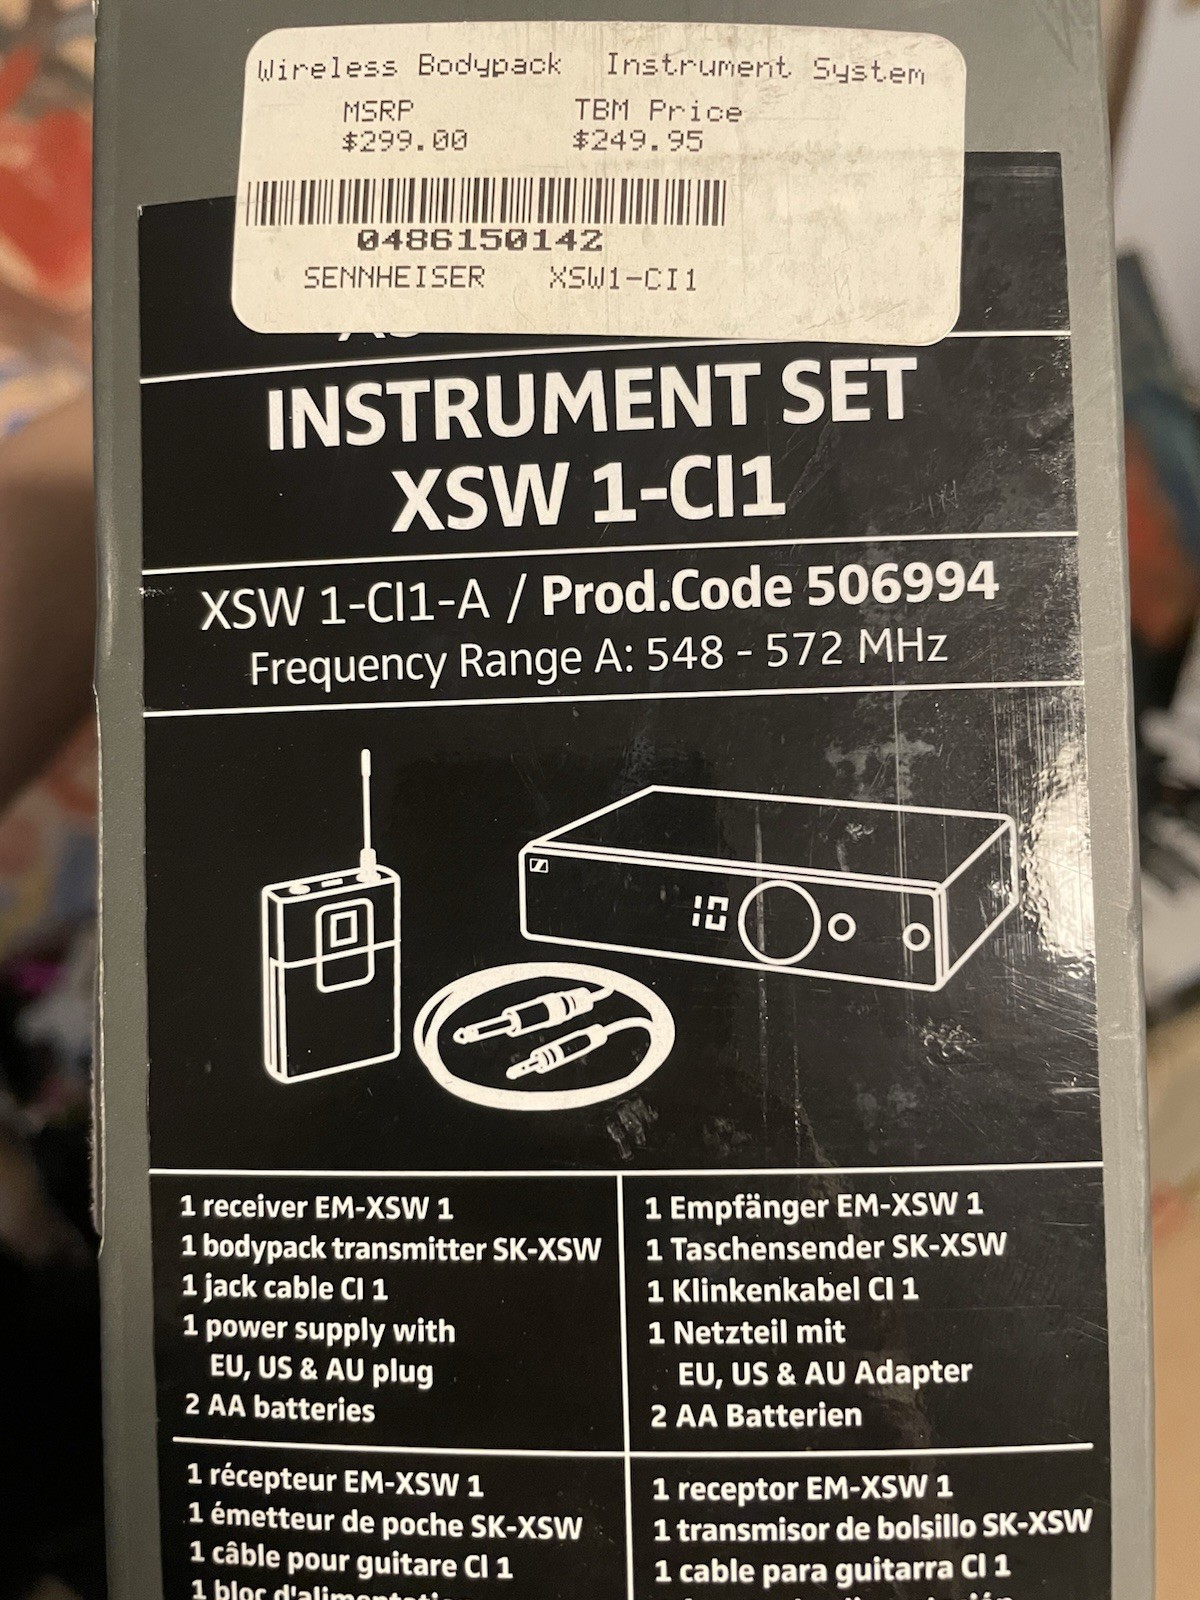 Wireless Bodypack Instrument System
MSRP TBM Price
$299.00 $249.95
0486150142
SENNHEISER XSW1-CI1
INSTRUMENT SET
XSW 1-CI1
XSW 1-CI1-A / Prod.Code 506994
Frequency Range A: 548 - 572 MHz
10
1 receiver EM-XSW 1
1 bodypack transmitter SK-XSW
1 jack cable CI 1
1 power supply with
EU, US & AU plug
2 AA batteries
1 Empfänger EM-XSW 1
1 Taschensender SK-XSW
1 Klinkenkabel CI 1
1 Netzteil mit
EU, US & AU Adapter
2 AA Batterien
1 récepteur EM-XSW 1
1 émetteur de poche SK-XSW
1 câble pour guitare CI 1
1 bloc
1 receptor EM-XSW 1
1 transmisor de bolsillo SK-XSW
1 cable para guitarra CI 1